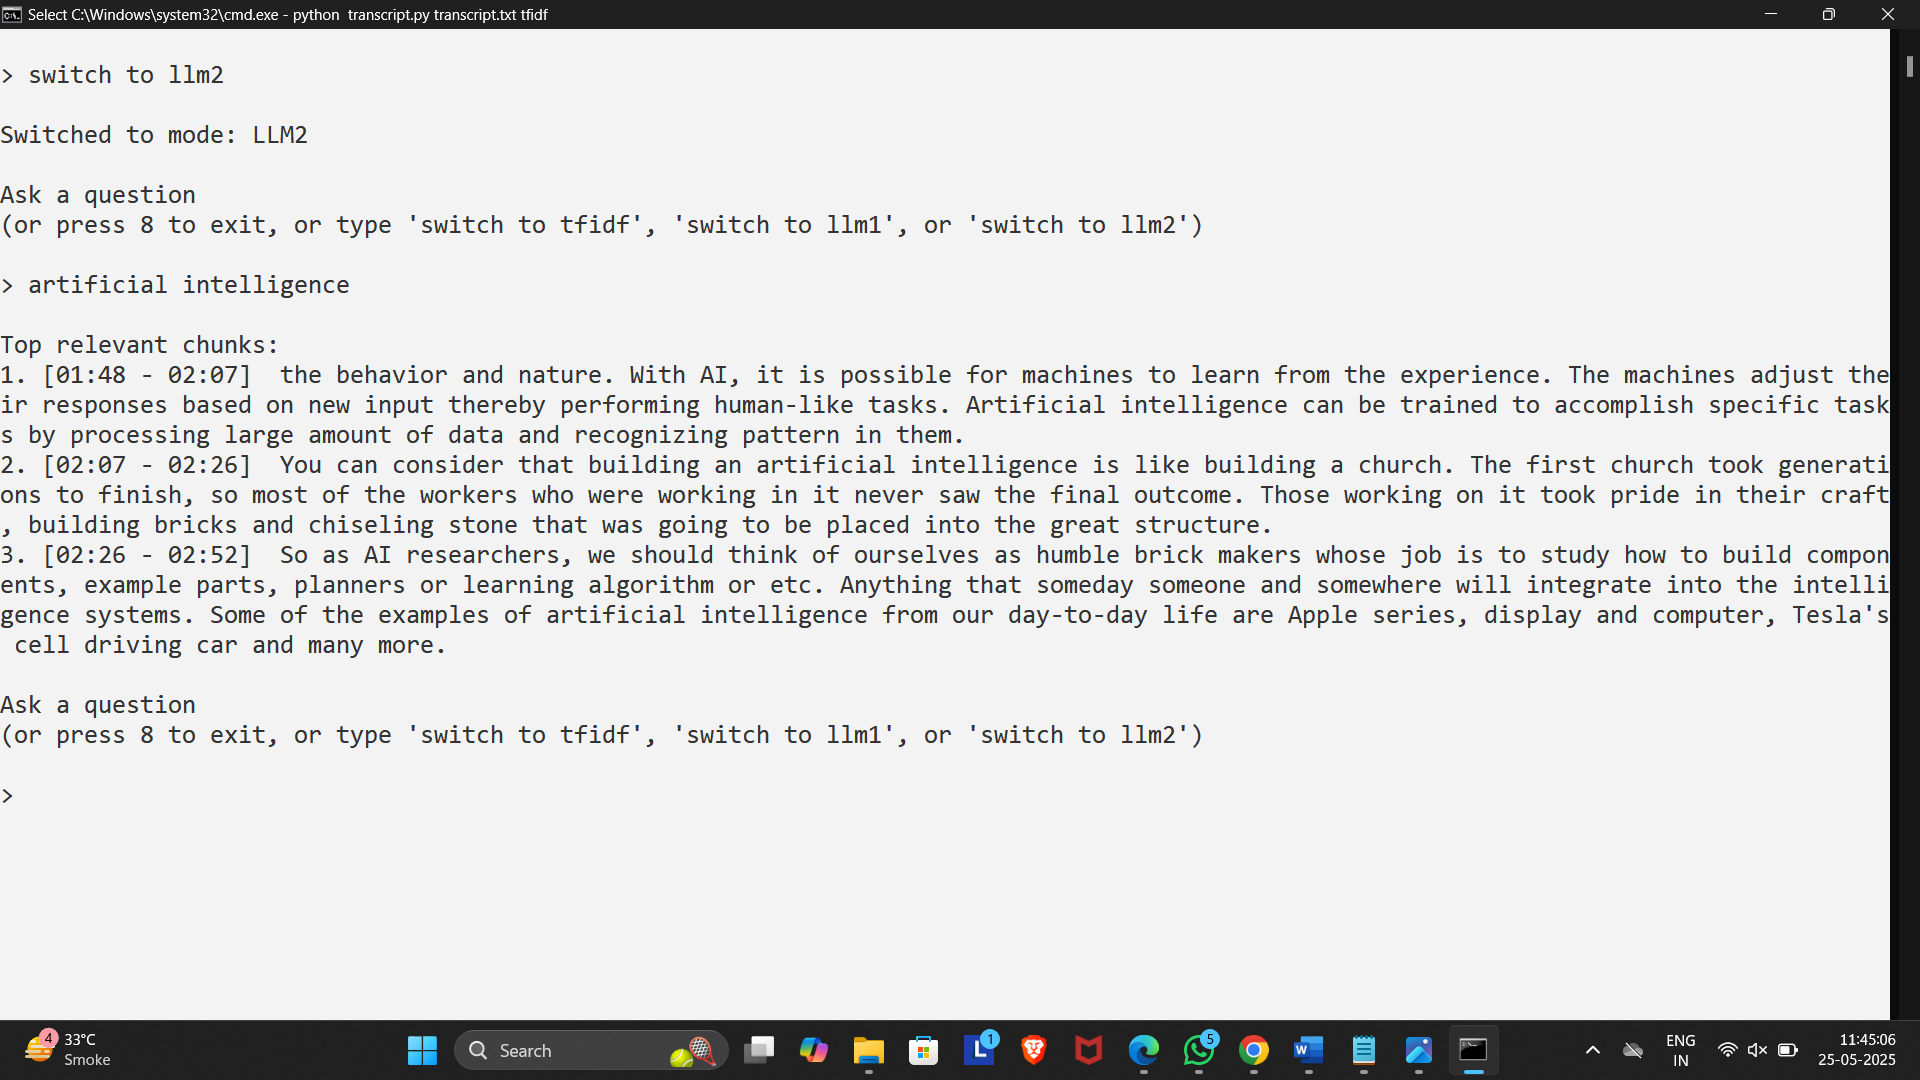 Select C:\Windows\system32\cmd.exe - python  transcript.py transcript.txt tfidf
> switch to llm2
Switched to mode: LLM2
Ask a question
(or press 8 to exit, or type 'switch to tfidf', 'switch to llm1', or 'switch to llm2')
> artificial intelligence
Top relevant chunks:
1. [01:48 - 02:07]  the behavior and nature. With AI, it is possible for machines to learn from the experience. The machines adjust the
ir responses based on new input thereby performing human-like tasks. Artificial intelligence can be trained to accomplish specific task
s by processing large amount of data and recognizing pattern in them.
2. [02:07 - 02:26]  You can consider that building an artificial intelligence is like building a church. The first church took generati
ons to finish, so most of the workers who were working in it never saw the final outcome. Those working on it took pride in their craft
, building bricks and chiseling stone that was going to be placed into the great structure.
3. [02:26 - 02:52]  So as AI researchers, we should think of ourselves as humble brick makers whose job is to study how to build compon
ents, example parts, planners or learning algorithm or etc. Anything that someday someone and somewhere will integrate into the intelli
gence systems. Some of the examples of artificial intelligence from our day-to-day life are Apple series, display and computer, Tesla's
 cell driving car and many more.
Ask a question
(or press 8 to exit, or type 'switch to tfidf', 'switch to llm1', or 'switch to llm2')
>
4
33°C
Smoke
Search
L
1
5
W
ENG
IN
11:45:06
25-05-2025